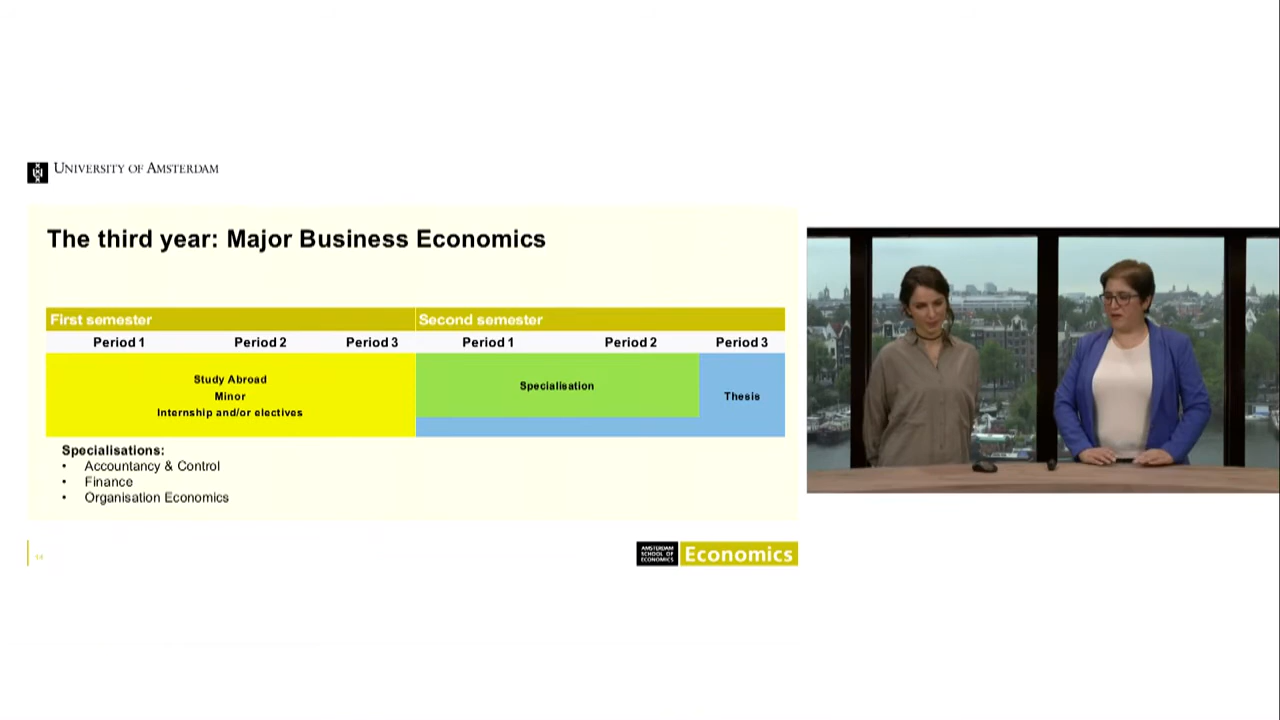 UNIVERSITY OF AMSTERDAM
The third year: Major Business Economics
First semester Second semester
Period 1 Period 2 Period 3 Period 1 Period 2 Period 3
Study Abroad
Minor
Internship and/or electives
Specialisation
Thesis
Specialisations:
• Accountancy & Control
• Finance
• Organisation Economics
14
AMSTERDAM
SCHOOL OF
ECONOMICS
Economics